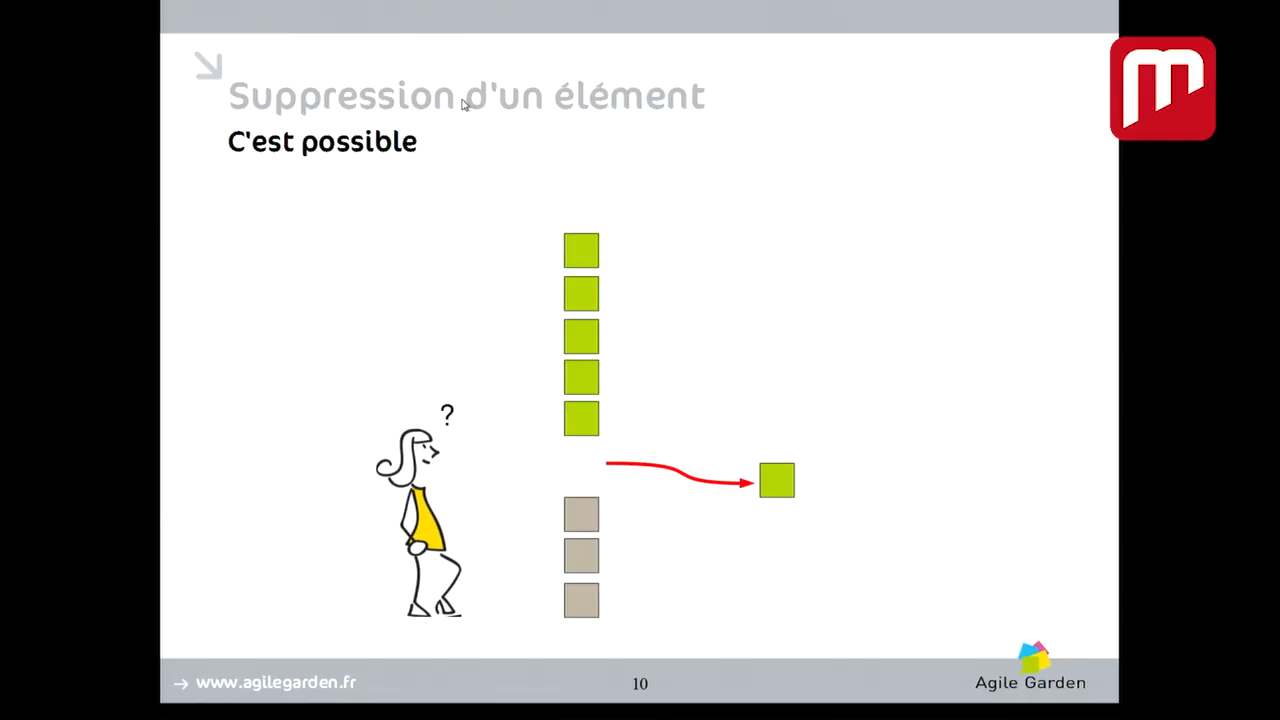 Suppression d'un élément
C'est possible
?
www.agilegarden.fr
10
Agile Garden